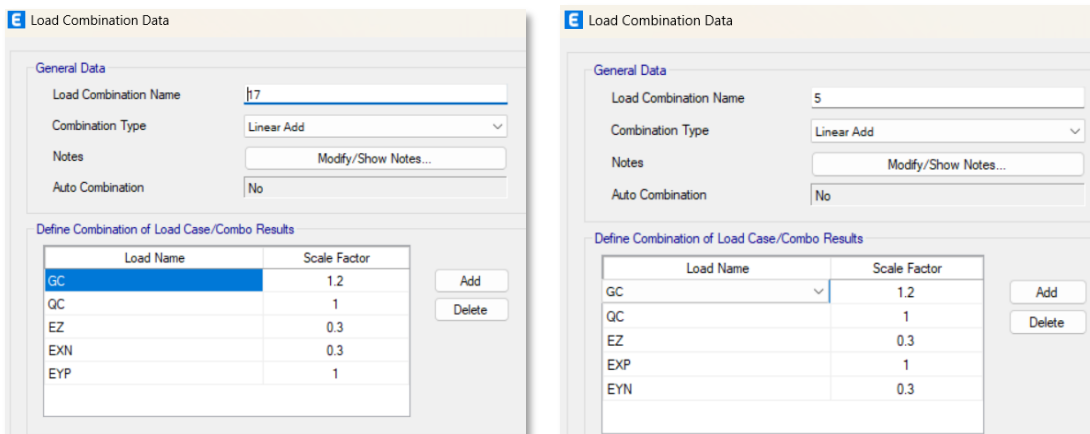 E Load Combination Data
General Data
Load Combination Name 17
Combination Type Linear Add
Notes Modify/Show Notes...
Auto Combination No
Define Combination of Load Case/Combo Results
Load Name Scale Factor
GC 1.2 Add
QC 1 Delete
EZ 0.3
EXN 0.3
EYP 1
E Load Combination Data
General Data
Load Combination Name 5
Combination Type Linear Add
Notes Modify/Show Notes...
Auto Combination No
Define Combination of Load Case/Combo Results
Load Name Scale Factor
GC 1.2 Add
QC 1 Delete
EZ 0.3
EXP 1
EYN 0.3